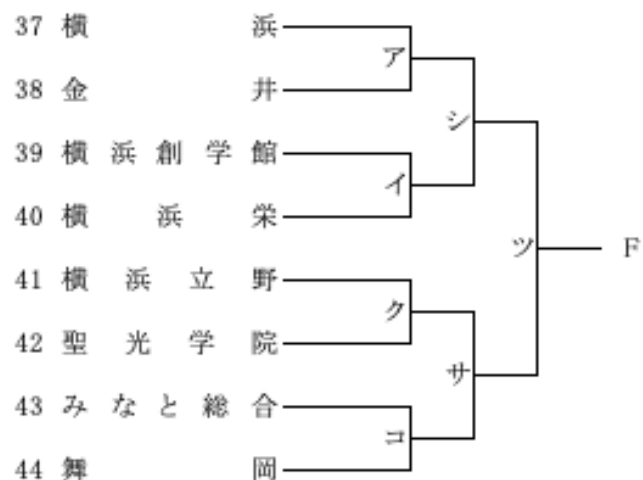 37 横浜
38 金井
ア
シ
39 横浜創学館
イ
40 横浜栄
ツ F
41 横浜立野
ク
42 聖光学院
サ
43 みなと総合
コ
44 舞岡